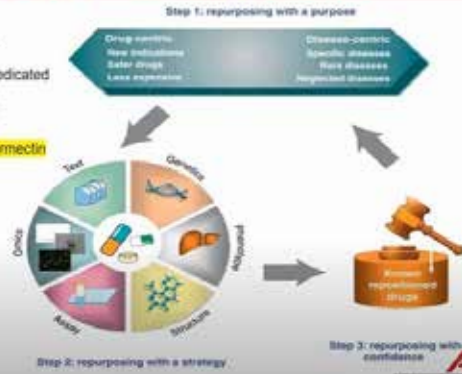 Step 1: repurposing with a purpose
Drug-centric
New indications
Safer drugs
Less expensive
Disease-centric
Specific diseases
Rare diseases
Neglected diseases
edicated
rmectin
Text
Genetics
Omics
Assay
Structure
Known
repositioned
drugs
Step 2: repurposing with a strategy
Step 3: repurposing with
confidence